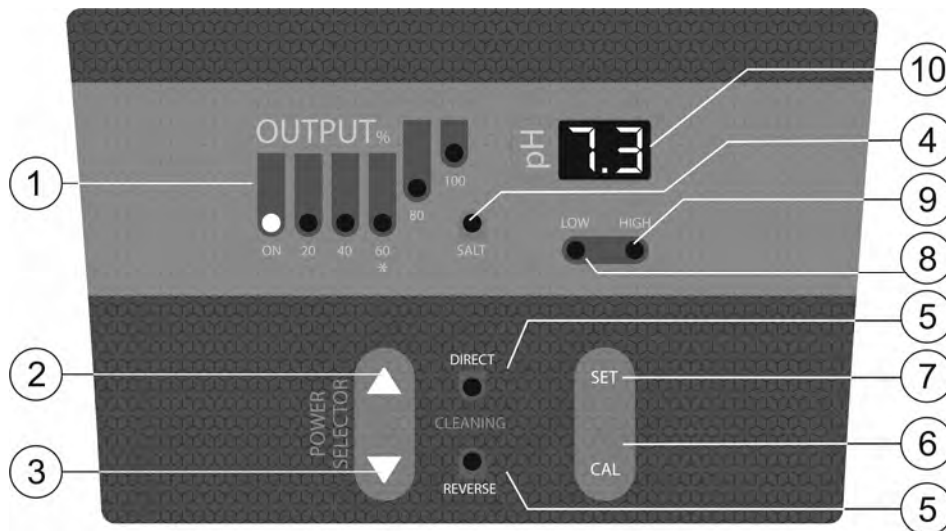 OUTPUT%
ON 20 40 60 80 100
*
SALT
pH 7.3
LOW HIGH
POWER SELECTOR
DIRECT
CLEANING
REVERSE
SET
CAL
1
2
3
10
4
9
8
5
7
6
5